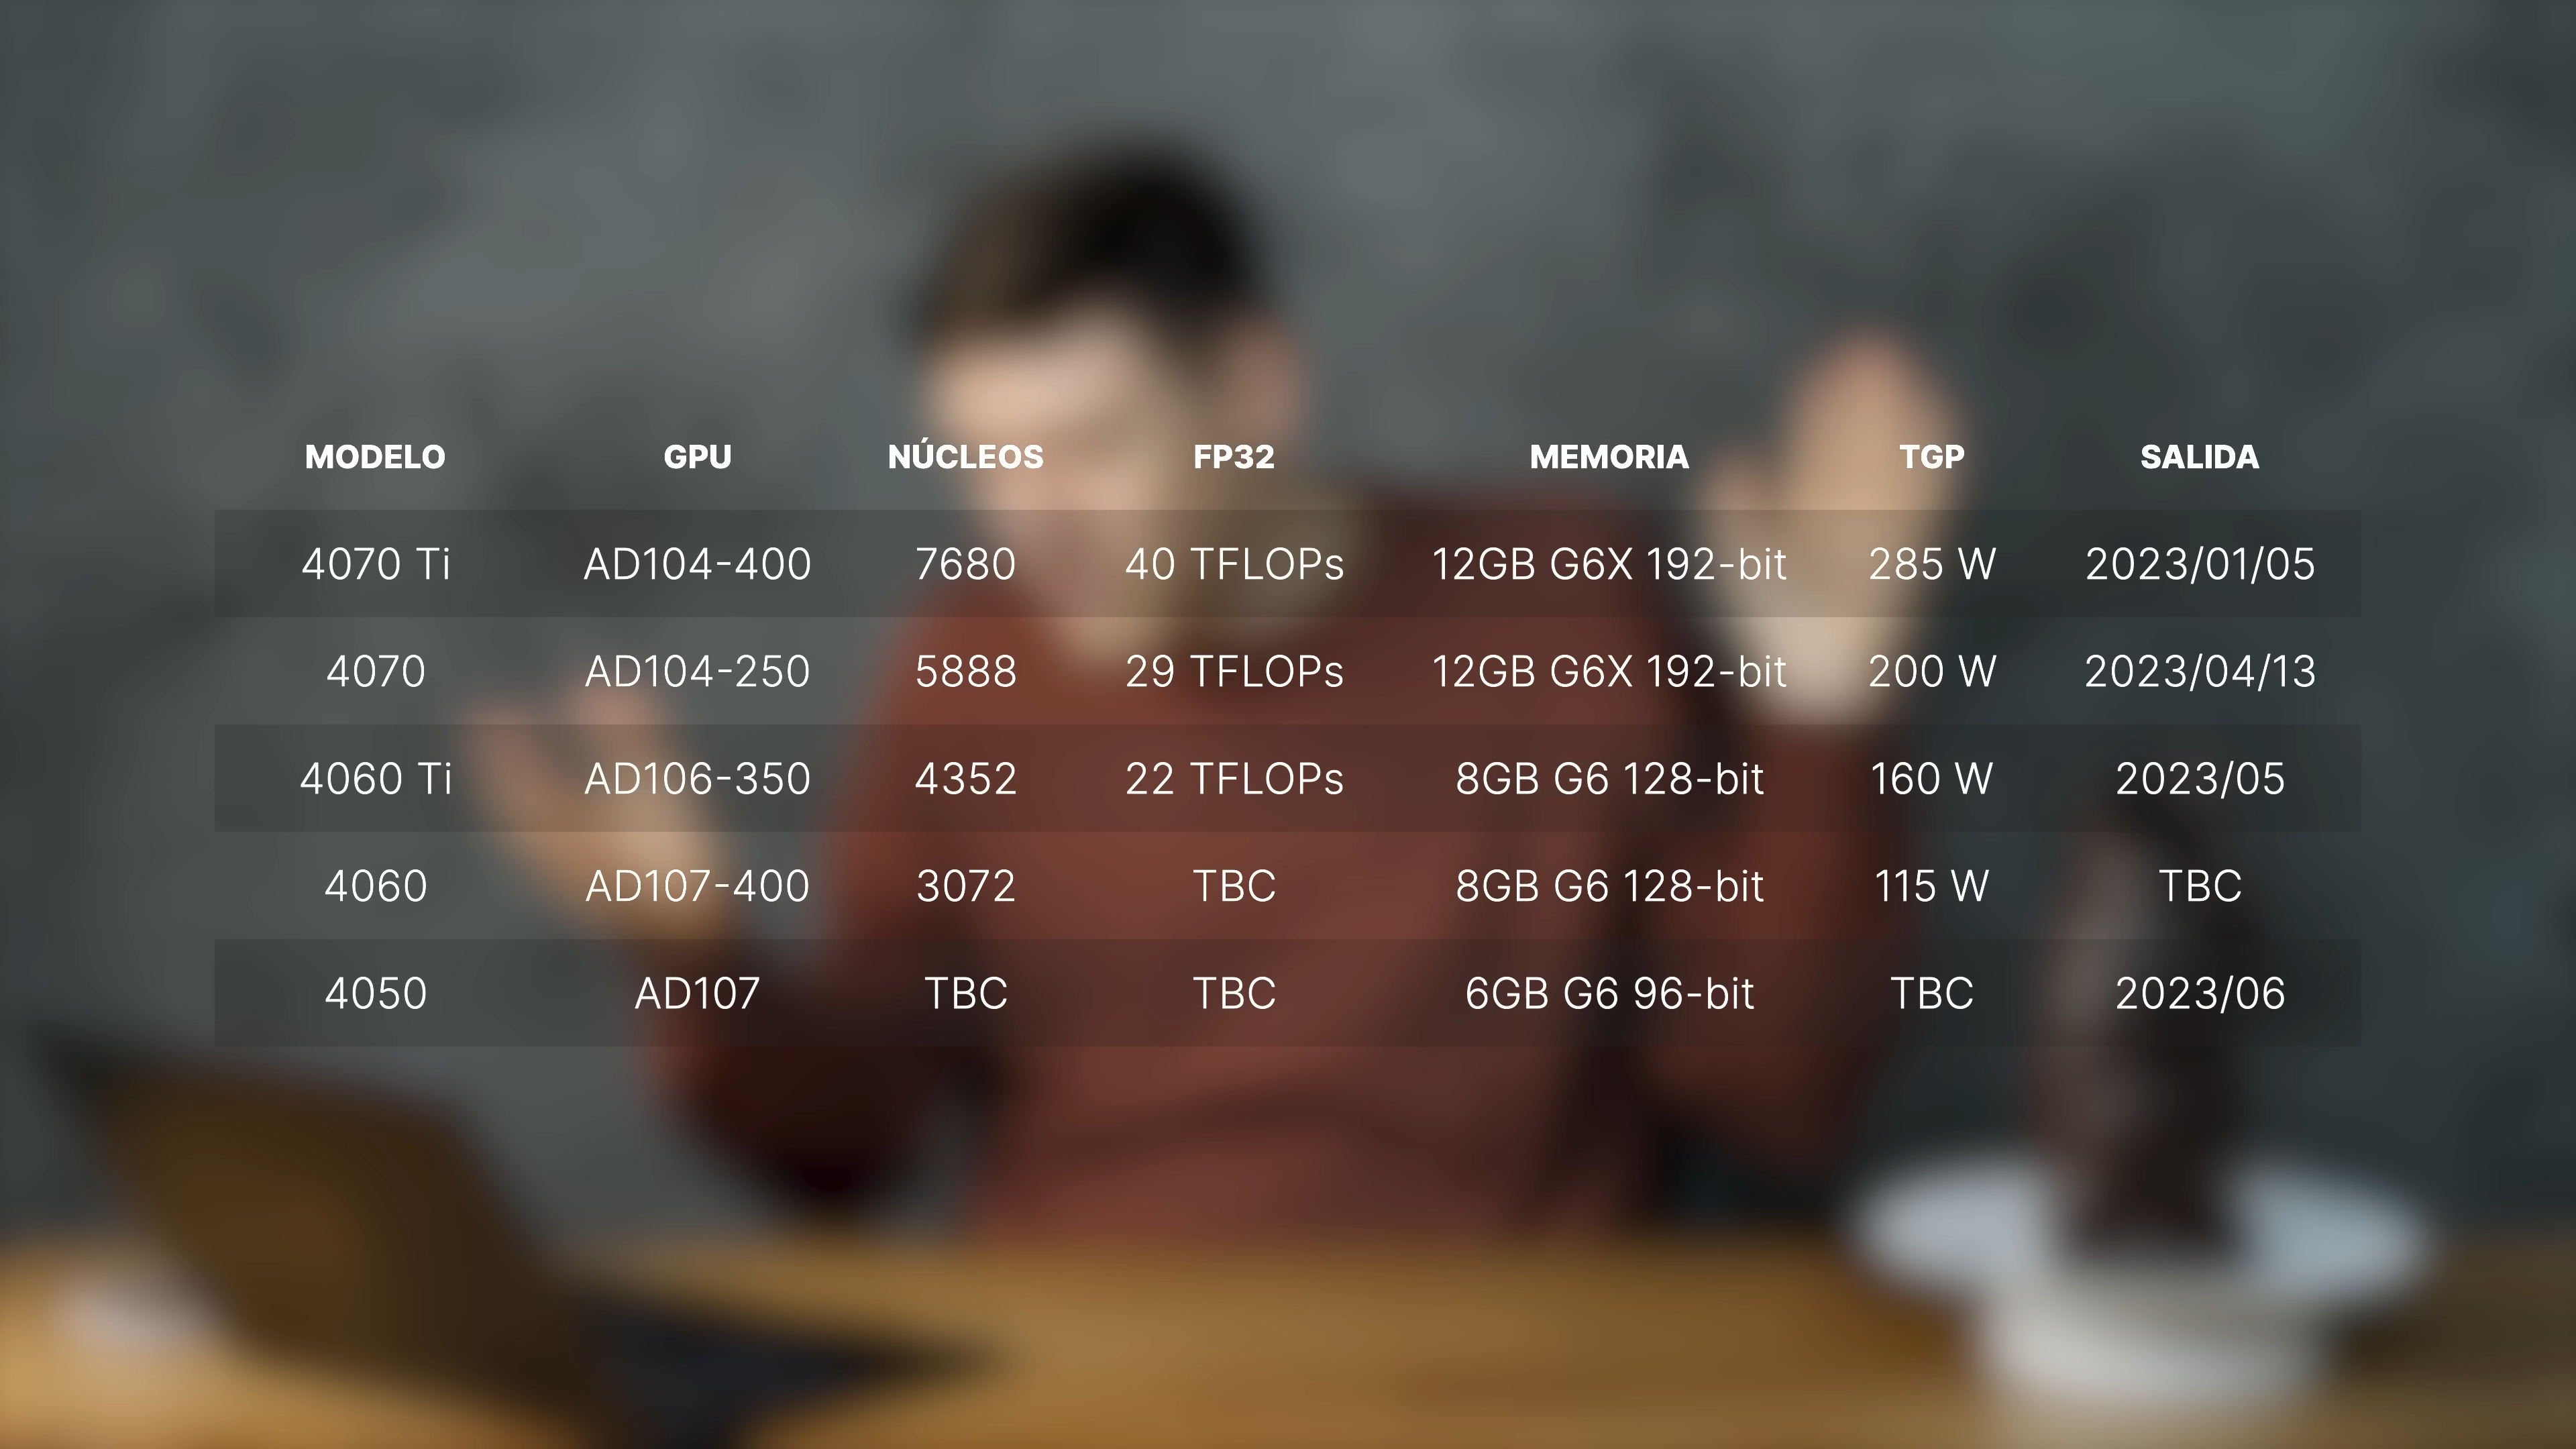 MODELO GPU NÚCLEOS FP32 MEMORIA TGP SALIDA
4070 Ti AD104-400 7680 40 TFLOPs 12GB G6X 192-bit 285 W 2023/01/05
4070 AD104-250 5888 29 TFLOPs 12GB G6X 192-bit 200 W 2023/04/13
4060 Ti AD106-350 4352 22 TFLOPs 8GB G6 128-bit 160 W 2023/05
4060 AD107-400 3072 TBC 8GB G6 128-bit 115 W TBC
4050 AD107 TBC TBC 6GB G6 96-bit TBC 2023/06